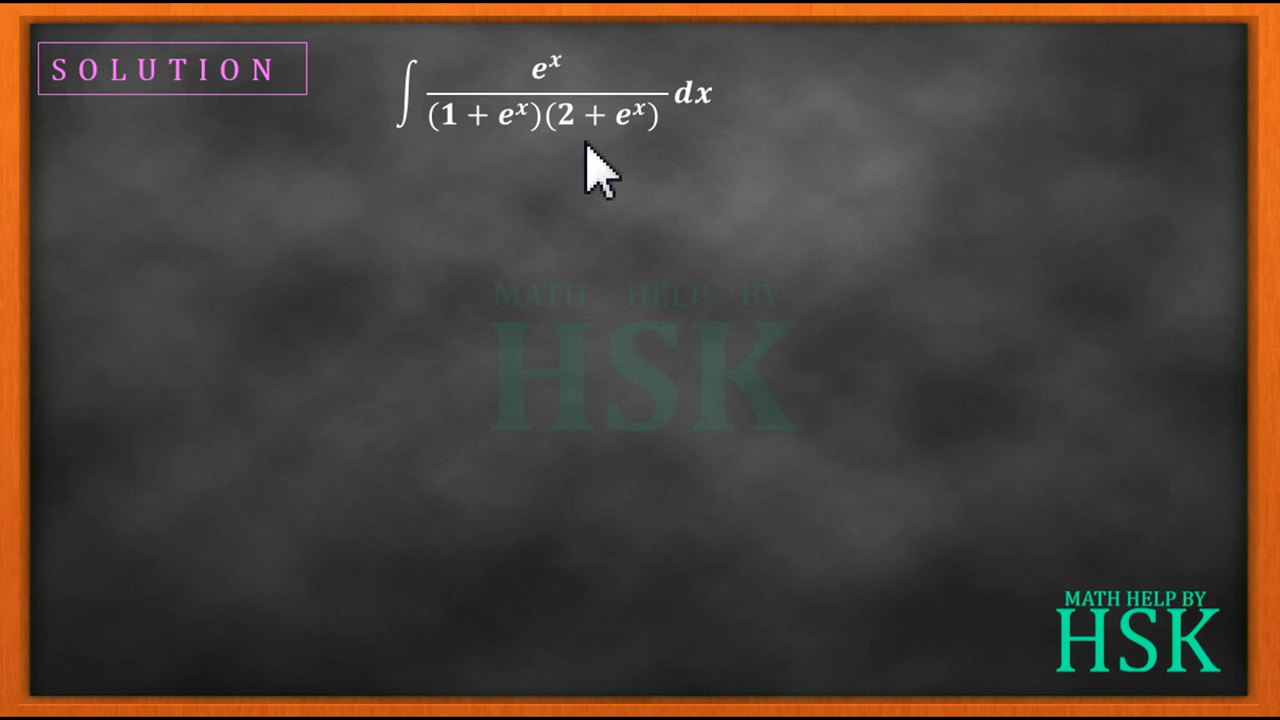 SOLUTION
∫ e^x / (1 + e^x)(2 + e^x) dx
MATH HELP BY
HSK
MATH HELP BY
HSK